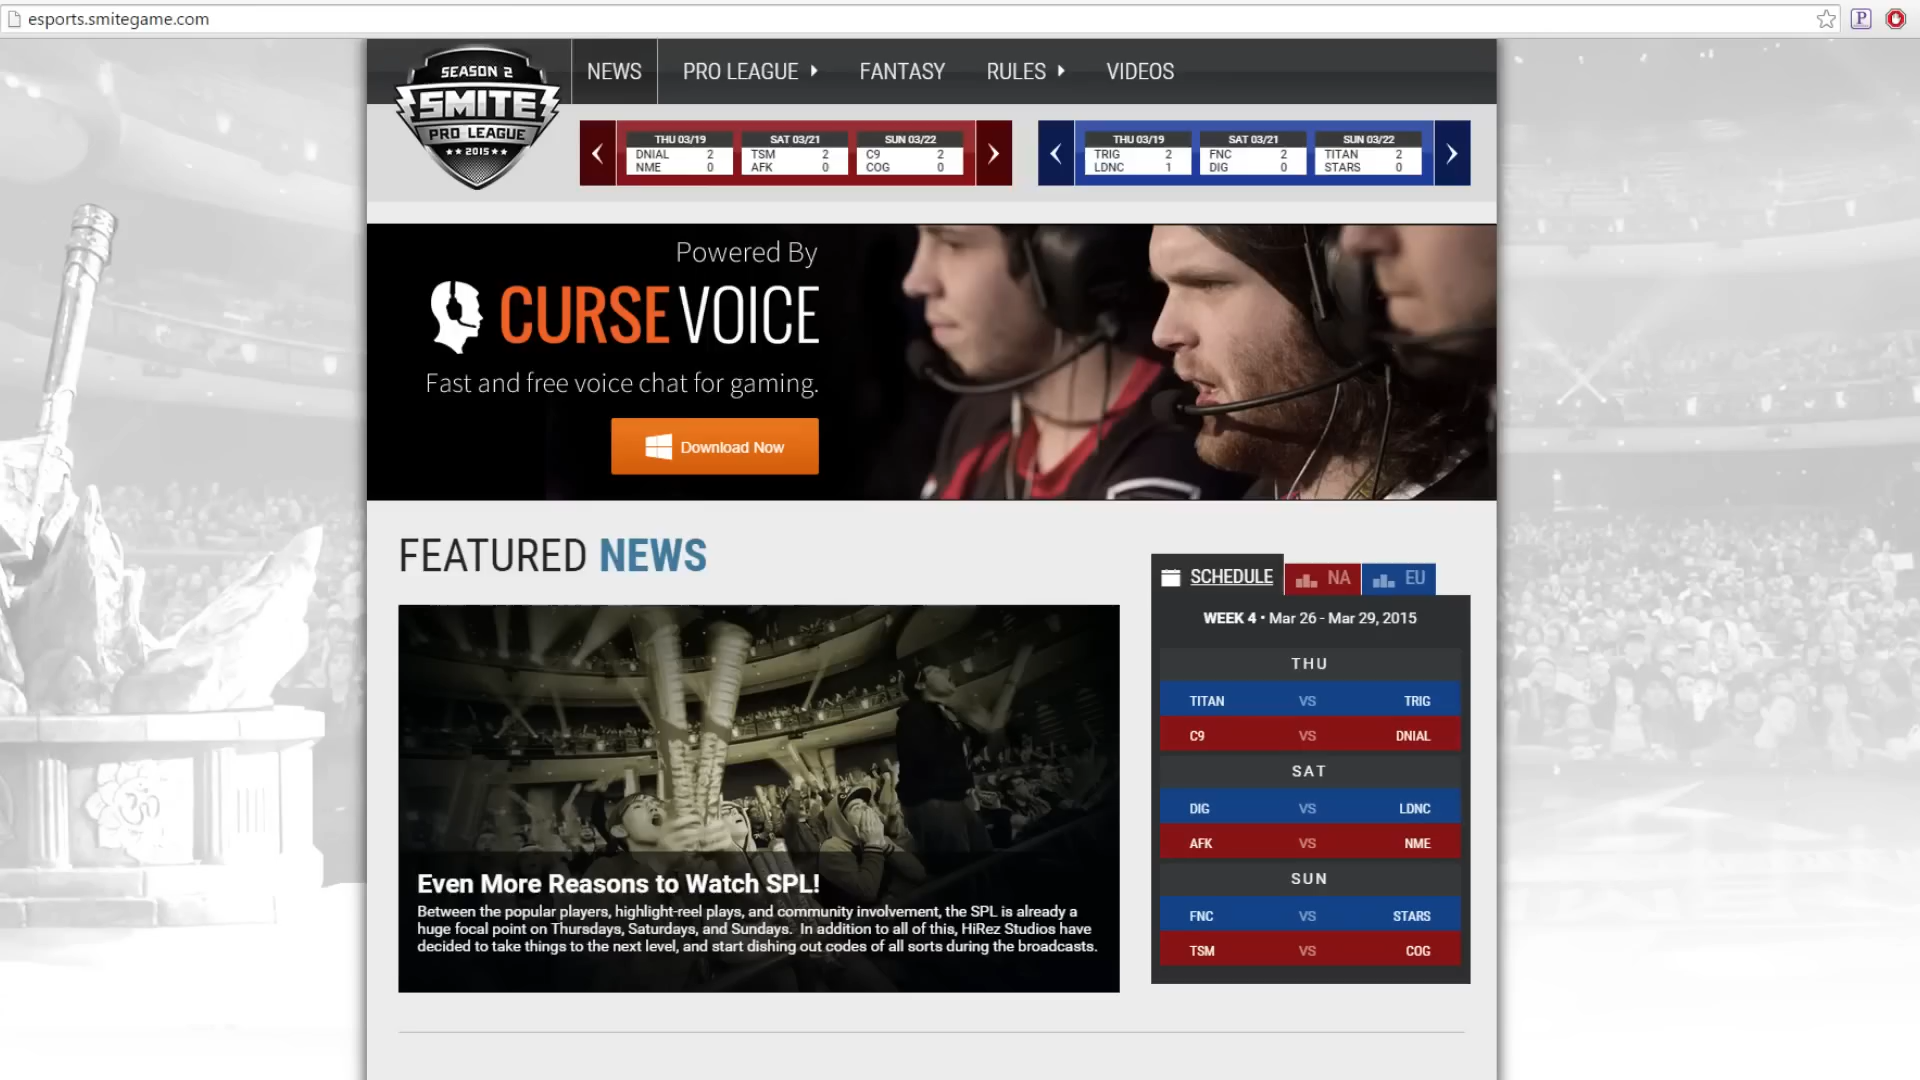 esports.smitegame.com
SEASON 2
SMITE
PRO LEAGUE
2015
NEWS
PRO LEAGUE
FANTASY
RULES
VIDEOS
THU 03/19
DNIAL 2
NME 0
SAT 03/21
TSM 2
AFK 0
SUN 03/22
C9 2
COG 0
THU 03/19
TRIG 2
LDNC 1
SAT 03/21
FNC 2
DIG 0
SUN 03/22
TITAN 2
STARS 0
Powered By
CURSE VOICE
Fast and free voice chat for gaming.
Download Now
FEATURED NEWS
Even More Reasons to Watch SPL!
Between the popular players, highlight-reel plays, and community involvement, the SPL is already a
huge focal point on Thursdays, Saturdays, and Sundays.  In addition to all of this, HiRez Studios have
decided to take things to the next level, and start dishing out codes of all sorts during the broadcasts.
SCHEDULE
NA
EU
WEEK 4 • Mar 26 - Mar 29, 2015
THU
TITAN VS TRIG
C9 VS DNIAL
SAT
DIG VS LDNC
AFK VS NME
SUN
FNC VS STARS
TSM VS COG